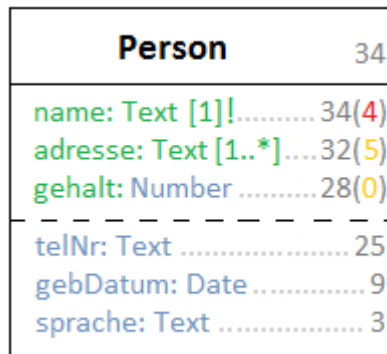 Person 34
name: Text [1]!..........34(4)
adresse: Text [1..*]....32(5)
gehalt: Number ..........28(0)
telNr: Text .................. 25
gebDatum: Date ........... 9
sprache: Text ............... 3